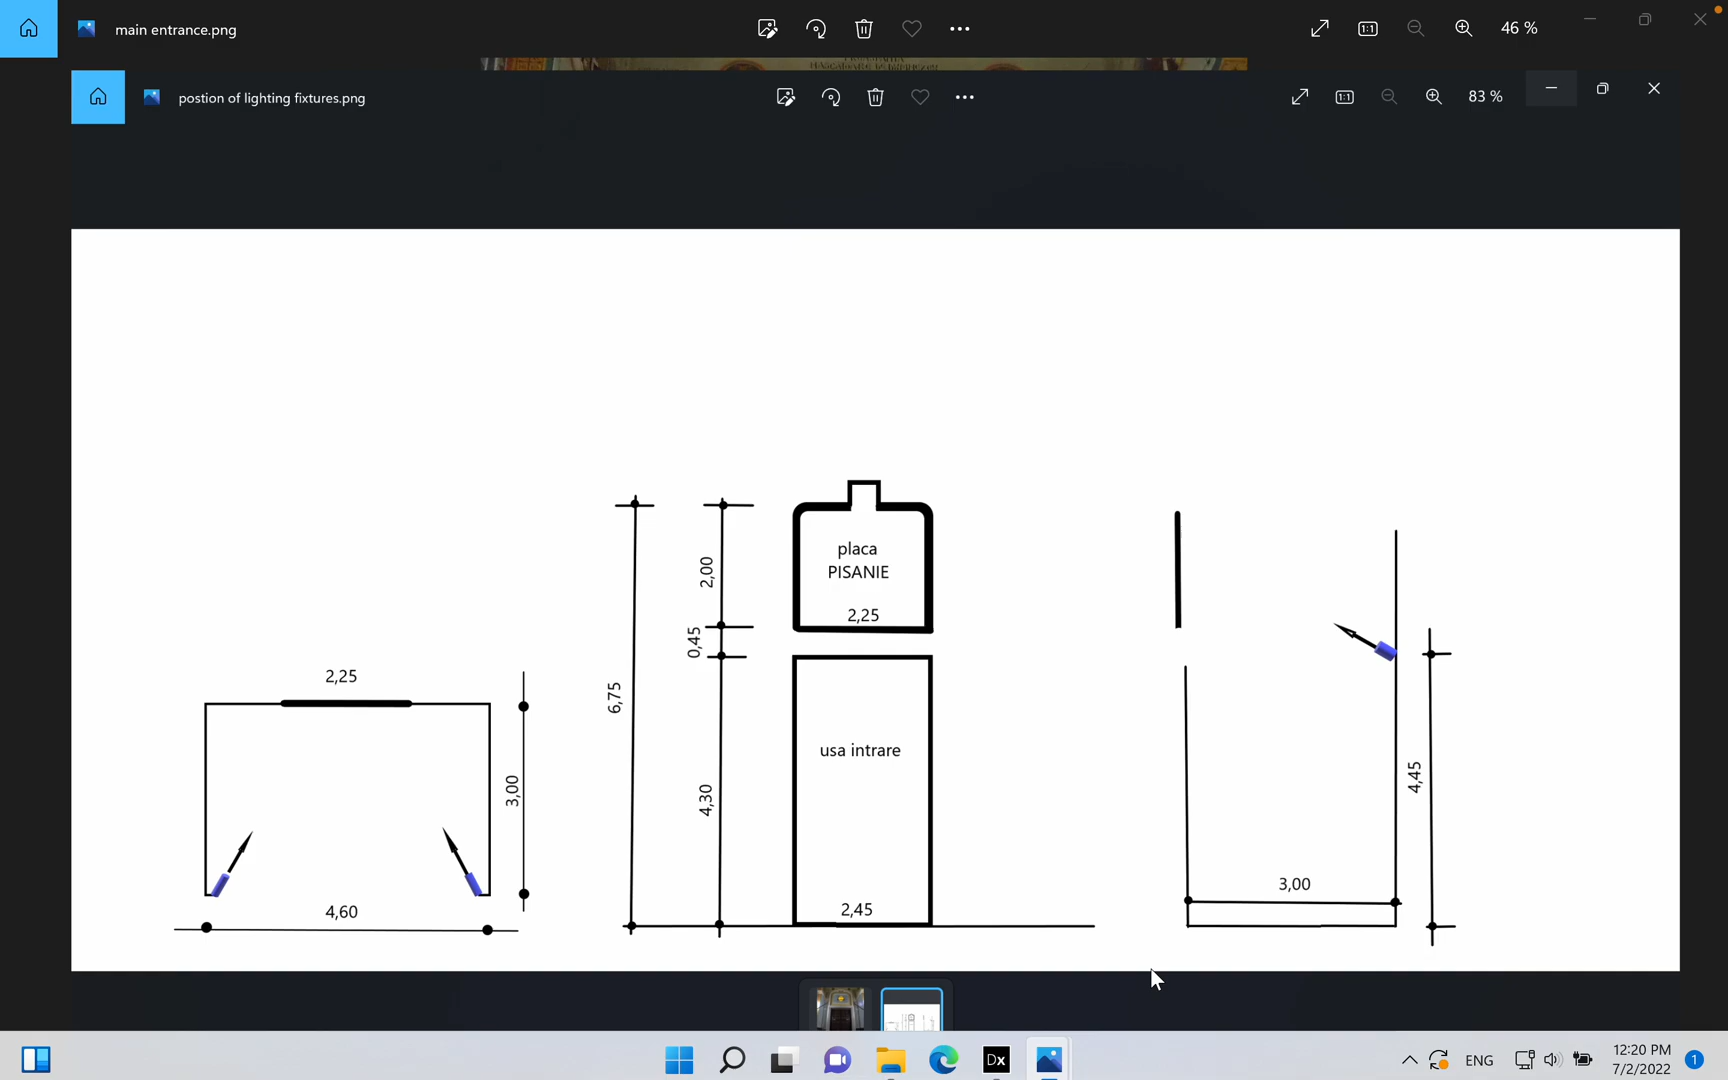 main entrance.png
46 %
postion of lighting fixtures.png
83 %
placa
PISANIE
2,25
2,00
0,45
6,75
4,30
usa intrare
2,45
2,25
3,00
4,60
4,45
3,00
Dx
ENG
12:20 PM
7/2/2022
1